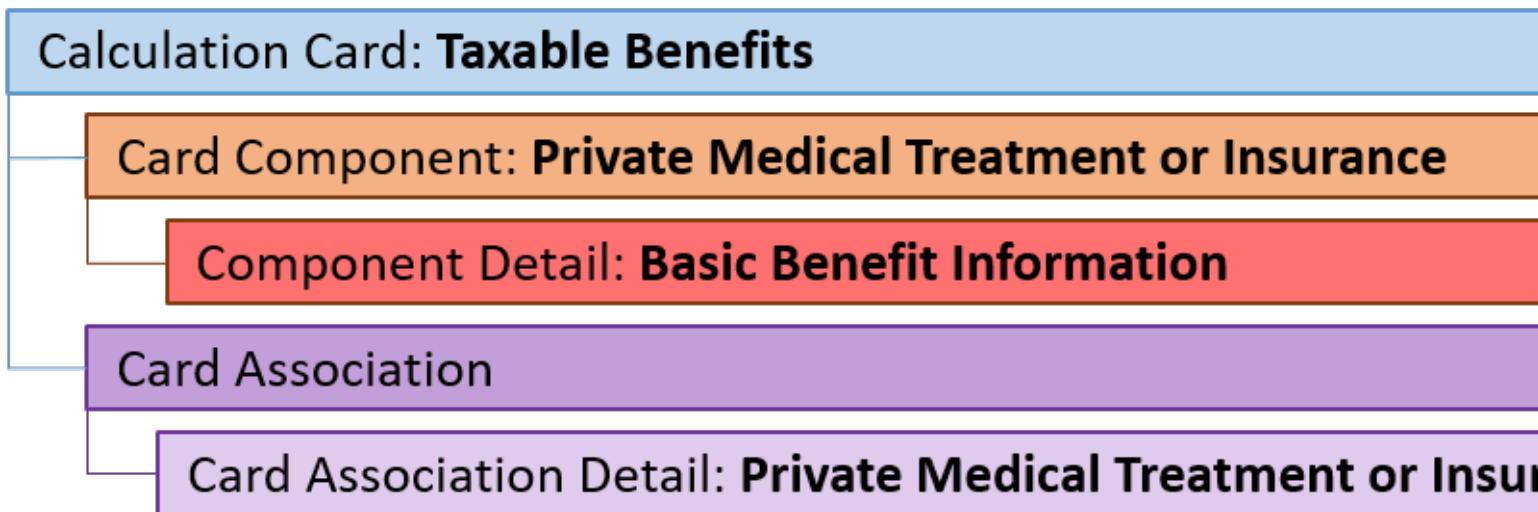 Calculation Card: Taxable Benefits
Card Component: Private Medical Treatment or Insurance
Component Detail: Basic Benefit Information
Card Association
Card Association Detail: Private Medical Treatment or